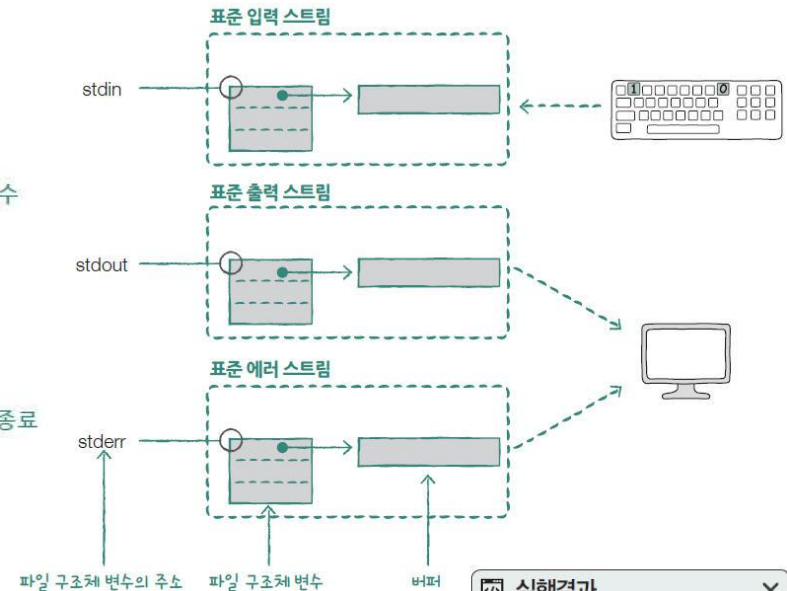 표준 입력 스트림
stdin
1 0
수
표준 출력 스트림
stdout
표준 에러 스트림
종료
stderr
파일 구조체 변수의 주소 파일 구조체 변수 버퍼
실행결과